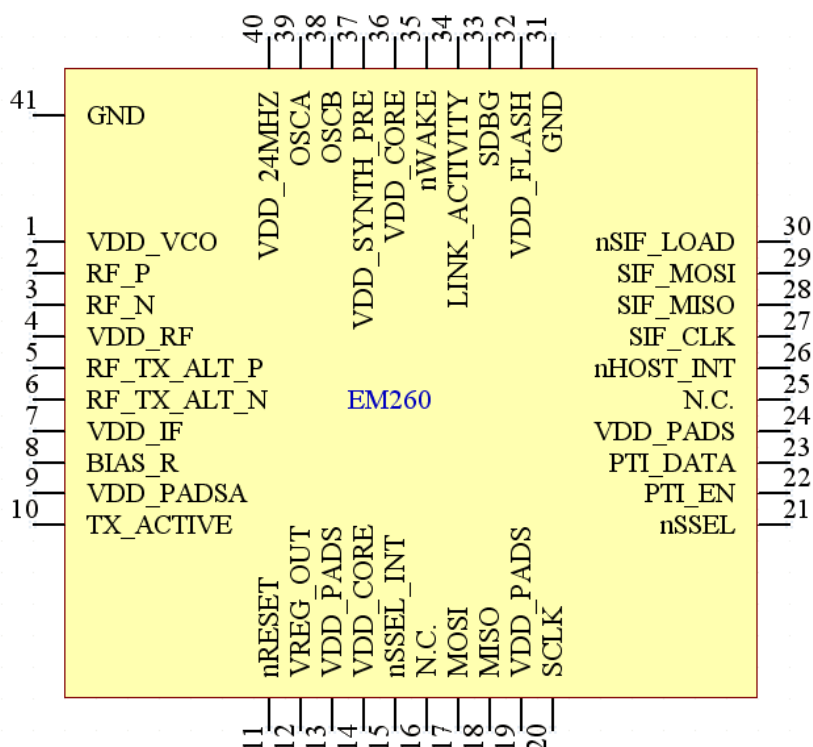 40 39 38 37 36 35 34 33 32 31
VDD_24MHZ
OSCA
OSCB
VDD_SYNTH_PRE
VDD_CORE
nWAKE
LINK_ACTIVITY
SDBG
VDD_FLASH
GND
41 GND
1 VDD_VCO
2 RF_P
3 RF_N
4 VDD_RF
5 RF_TX_ALT_P
6 RF_TX_ALT_N
7 VDD_IF
8 BIAS_R
9 VDD_PADSA
10 TX_ACTIVE
EM260
nSIF_LOAD 30
SIF_MOSI 29
SIF_MISO 28
SIF_CLK 27
nHOST_INT 26
N.C. 25
VDD_PADS 24
PTI_DATA 23
PTI_EN 22
nSSEL 21
nRESET
VREG_OUT
VDD_PADS
VDD_CORE
nSSEL_INT
N.C.
MOSI
MISO
VDD_PADS
SCLK
11 12 13 14 15 16 17 18 19 20